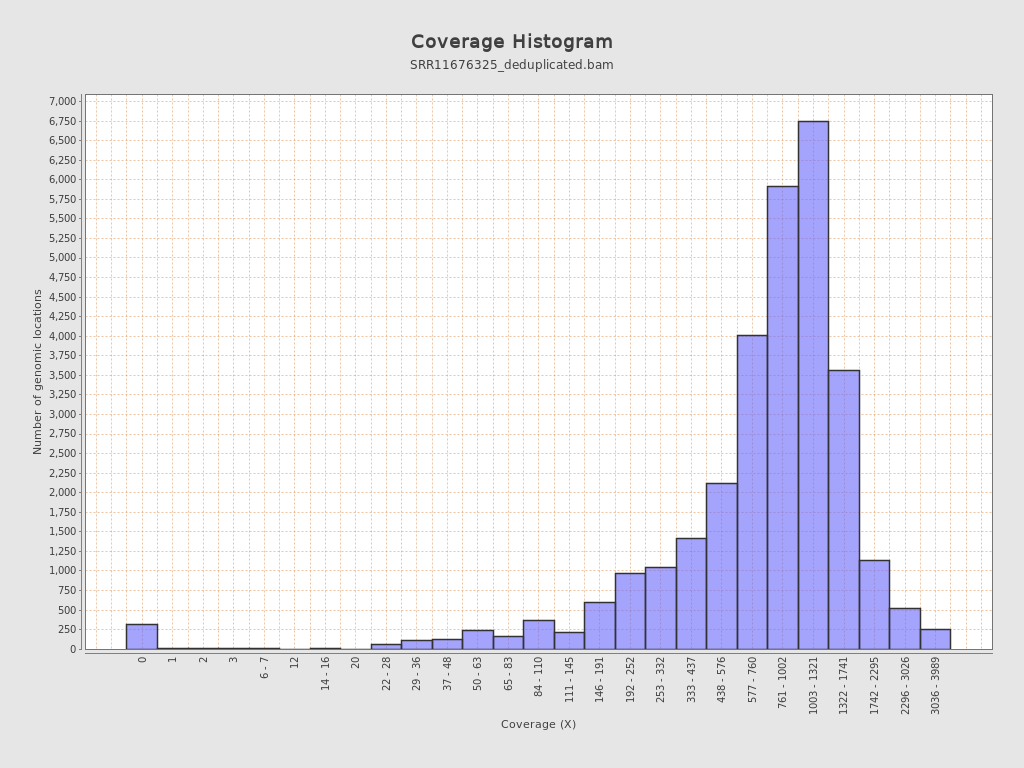 Coverage Histogram
SRR11676325_deduplicated.bam
Number of genomic locations
7,000
6,750
6,500
6,250
6,000
5,750
5,500
5,250
5,000
4,750
4,500
4,250
4,000
3,750
3,500
3,250
3,000
2,750
2,500
2,250
2,000
1,750
1,500
1,250
1,000
750
500
250
0
0
1
2
3
6 - 7
12
14 - 16
20
22 - 28
29 - 36
37 - 48
50 - 63
65 - 83
84 - 110
111 - 145
146 - 191
192 - 252
253 - 332
333 - 437
438 - 576
577 - 760
761 - 1002
1003 - 1321
1322 - 1741
1742 - 2295
2296 - 3026
3036 - 3989
Coverage (X)